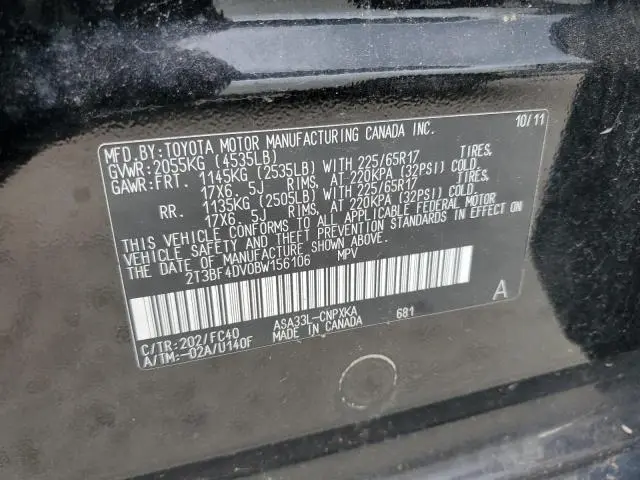 MFD.BY:TOYOTA MOTOR MANUFACTURING CANADA INC. 10/11
GVWR:2055KG (4535LB)
GAWR:FRT. 1145KG (2535LB) WITH 225/65R17 TIRES,
17X6.5J RIMS, AT 220KPA (32PSI) COLD.
RR. 1135KG (2505LB) WITH 225/65R17 TIRES,
17X6.5J RIMS, AT 220KPA (32PSI) COLD.
THIS VEHICLE CONFORMS TO ALL APPLICABLE FEDERAL MOTOR
VEHICLE SAFETY AND THEFT PREVENTION STANDARDS IN EFFECT ON
THE DATE OF MANUFACTURE SHOWN ABOVE.
2T3BF4DV0BW156106 MPV
A
C/TR:202/FC40 ASA33L-CNPXKA 681
A/TM:-02A/U140F MADE IN CANADA